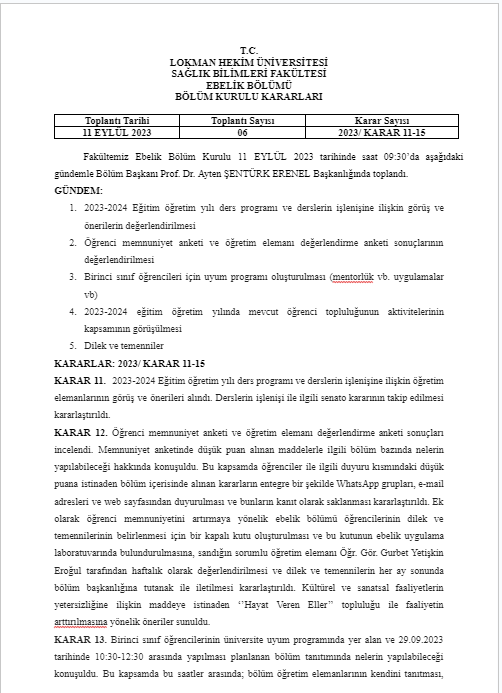 T.C.
LOKMAN HEKİM ÜNİVERSİTESİ
SAĞLIK BİLİMLERİ FAKÜLTESİ
EBELİK BÖLÜMÜ
BÖLÜM KURULU KARARLARI
Toplantı Tarihi Toplantı Sayısı Karar Sayısı
11 EYLÜL 2023 06 2023/ KARAR 11-15
Fakültemiz Ebelik Bölüm Kurulu 11 EYLÜL 2023 tarihinde saat 09:30’da aşağıdaki
gündemle Bölüm Başkanı Prof. Dr. Ayten ŞENTÜRK ERENEL Başkanlığında toplandı.
GÜNDEM:
1. 2023-2024 Eğitim öğretim yılı ders programı ve derslerin işlenişine ilişkin görüş ve
önerilerin değerlendirilmesi
2. Öğrenci memnuniyet anketi ve öğretim elemanı değerlendirme anketi sonuçlarının
değerlendirilmesi
3. Birinci sınıf öğrencileri için uyum programı oluşturulması (mentorlük vb. uygulamalar
vb)
4. 2023-2024 eğitim öğretim yılında mevcut öğrenci topluluğunun aktivitelerinin
kapsamının görüşülmesi
5. Dilek ve temenniler
KARARLAR: 2023/ KARAR 11-15
KARAR 11. 2023-2024 Eğitim öğretim yılı ders programı ve derslerin işlenişine ilişkin öğretim
elemanlarının görüş ve önerileri alındı. Derslerin işlenişi ile ilgili senato kararının takip edilmesi
kararlaştırıldı.
KARAR 12. Öğrenci memnuniyet anketi ve öğretim elemanı değerlendirme anketi sonuçları
incelendi. Memnuniyet anketinde düşük puan alınan maddelerle ilgili bölüm bazında nelerin
yapılabileceği hakkında konuşuldu. Bu kapsamda öğrenciler ile ilgili duyuru kısmındaki düşük
puana istinaden bölüm içerisinde alınan kararların entegre bir şekilde WhatsApp grupları, e-mail
adresleri ve web sayfasından duyurulması ve bunların kanıt olarak saklanması kararlaştırıldı. Ek
olarak öğrenci memnuniyetini artırmaya yönelik ebelik bölümü öğrencilerinin dilek ve
temennilerinin belirlenmesi için bir kapalı kutu oluşturulması ve bu kutunun ebelik uygulama
laboratuvarında bulundurulmasına, sandığın sorumlu öğretim elemanı Öğr. Gör. Gurbet Yetişkin
Eroğul tarafından haftalık olarak değerlendirilmesi ve dilek ve temennilerin her ay sonunda
bölüm başkanlığına tutanak ile iletilmesi kararlaştırıldı. Kültürel ve sanatsal faaliyetlerin
yetersizliğine ilişkin maddeye istinaden ‘’Hayat Veren Eller’’ topluluğu ile faaliyetin
arttırılmasına yönelik öneriler sunuldu.
KARAR 13. Birinci sınıf öğrencilerinin üniversite uyum programında yer alan ve 29.09.2023
tarihinde 10:30-12:30 arasında yapılması planlanan bölüm tanıtımında nelerin yapılabileceği
konuşuldu. Bu kapsamda bu saatler arasında; bölüm öğretim elemanlarının kendini tanıtması,